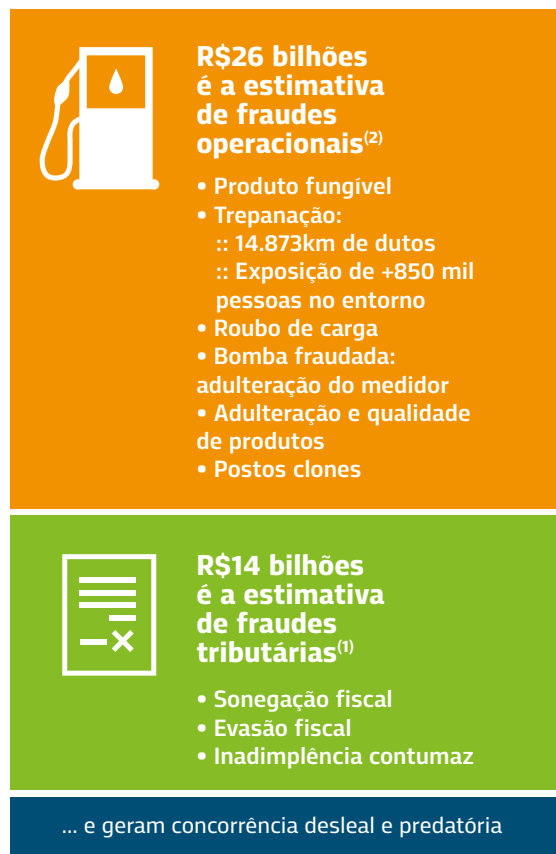 R$26 bilhões
é a estimativa
de fraudes
operacionais(2)
• Produto fungível
• Trepanação:
:: 14.873km de dutos
:: Exposição de +850 mil
pessoas no entorno
• Roubo de carga
• Bomba fraudada:
adulteração do medidor
• Adulteração e qualidade
de produtos
• Postos clones
R$14 bilhões
é a estimativa
de fraudes
tributárias(1)
• Sonegação fiscal
• Evasão fiscal
• Inadimplência contumaz
... e geram concorrência desleal e predatória